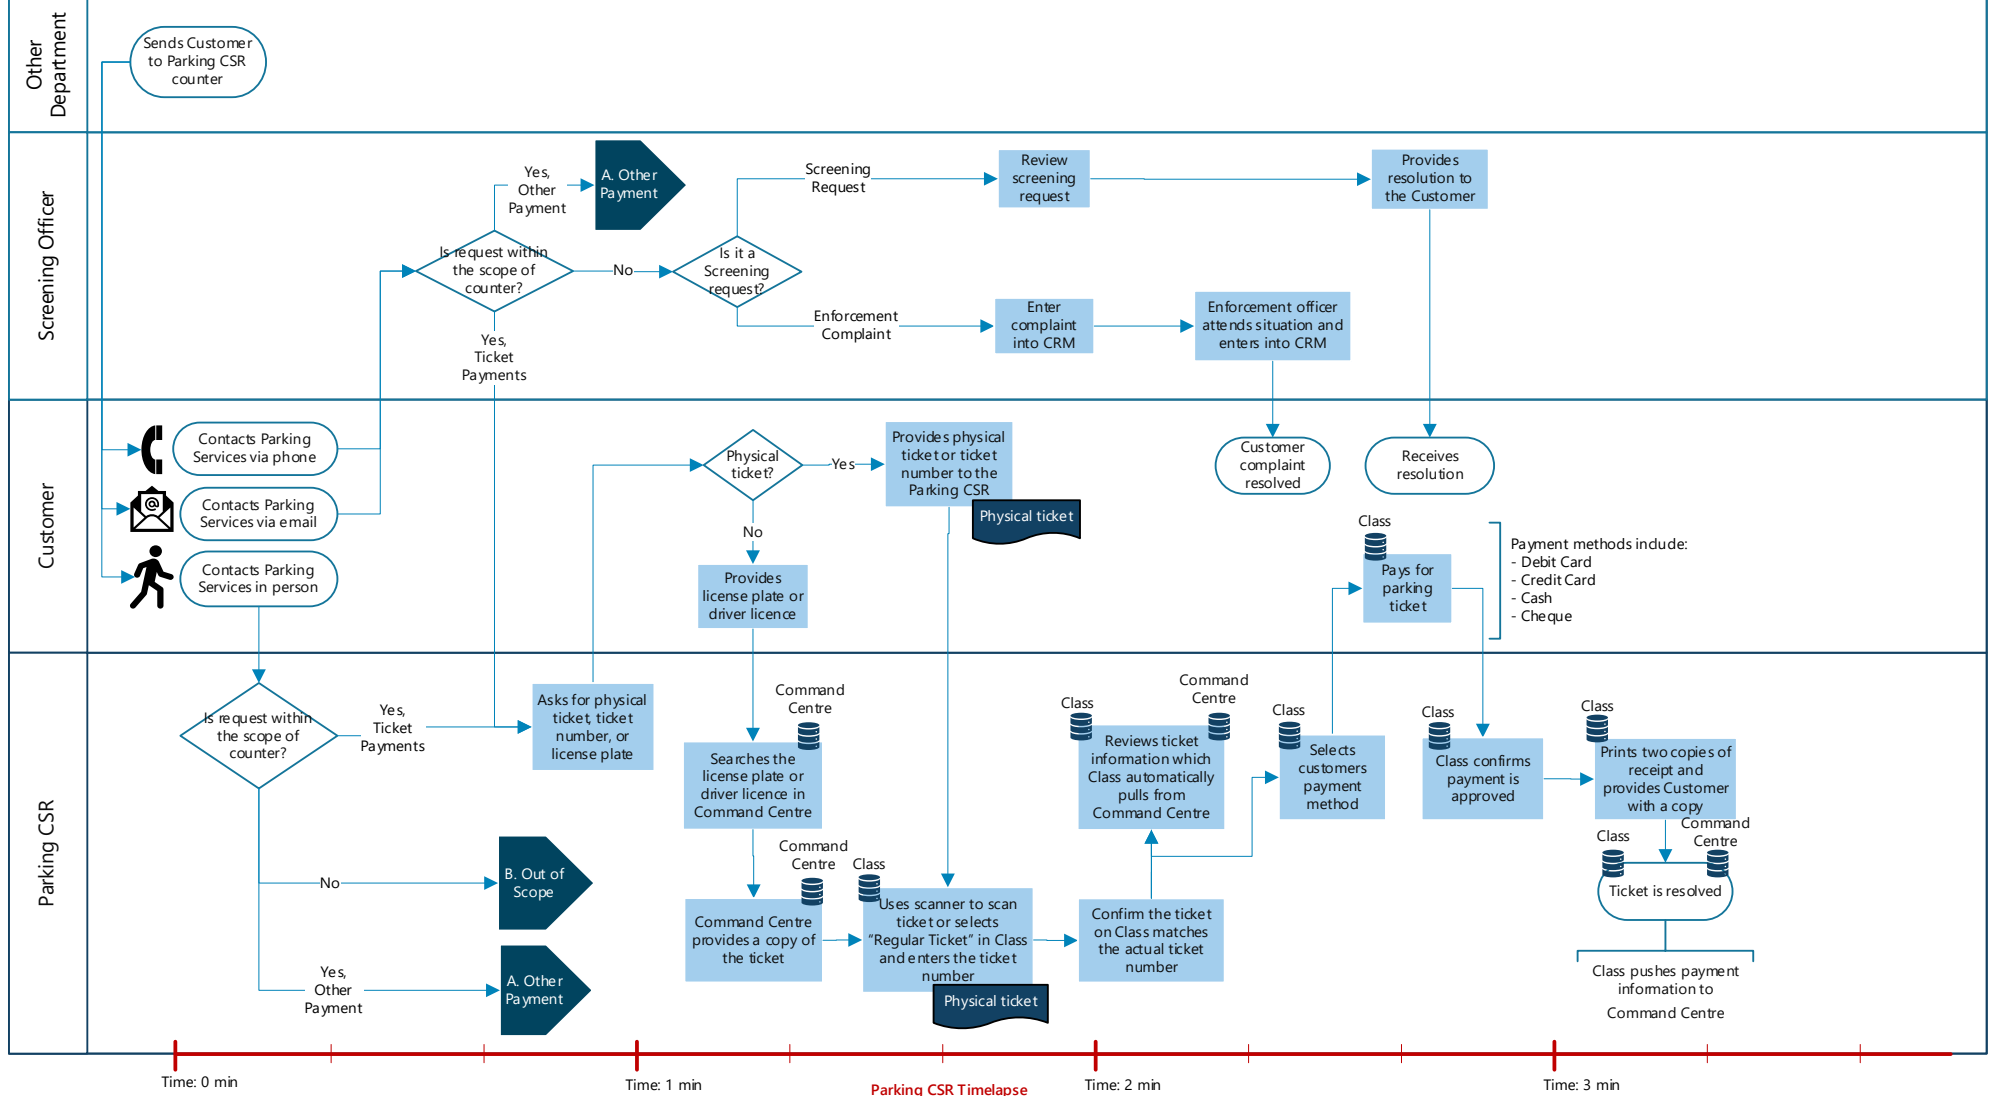 Other
Department
Sends Customer
to Parking CSR
counter
Screening Officer
Yes,
Other
Payment
A. Other
Payment
Is request within
the scope of
counter?
No
Is it a
Screening
request?
Screening
Request
Review
screening
request
Provides
resolution to
the Customer
Enforcement
Complaint
Enter
complaint
into CRM
Enforcement officer
attends situation and
enters into CRM
Yes,
Ticket
Payments
Customer
Contacts Parking
Services via phone
Contacts Parking
Services via email
Contacts Parking
Services in person
Physical
ticket?
Yes
Provides physical
ticket or ticket
number to the
Parking CSR
Physical ticket
No
Provides
license plate or
driver licence
Customer
complaint
resolved
Receives
resolution
Class
Pays for
parking
ticket
Payment methods include:
- Debit Card
- Credit Card
- Cash
- Cheque
Parking CSR
Is request within
the scope of
counter?
Yes,
Ticket
Payments
Asks for physical
ticket, ticket
number, or
license plate
No
B. Out of
Scope
Yes,
Other
Payment
A. Other
Payment
Command
Centre
Searches the
license plate or
driver licence in
Command Centre
Command
Centre
Command Centre
provides a copy of
the ticket
Class
Uses scanner to scan
ticket or selects
“Regular Ticket” in Class
and enters the ticket
number
Physical ticket
Confirm the ticket
on Class matches
the actual ticket
number
Class
Command
Centre
Reviews ticket
information which
Class automatically
pulls from
Command Centre
Class
Selects
customers
payment
method
Class
Class confirms
payment is
approved
Class
Prints two copies of
receipt and
provides Customer
with a copy
Class
Command
Centre
Ticket is resolved
Class pushes payment
information to
Command Centre
Time: 0 min
Time: 1 min
Parking CSR Timelapse
Time: 2 min
Time: 3 min